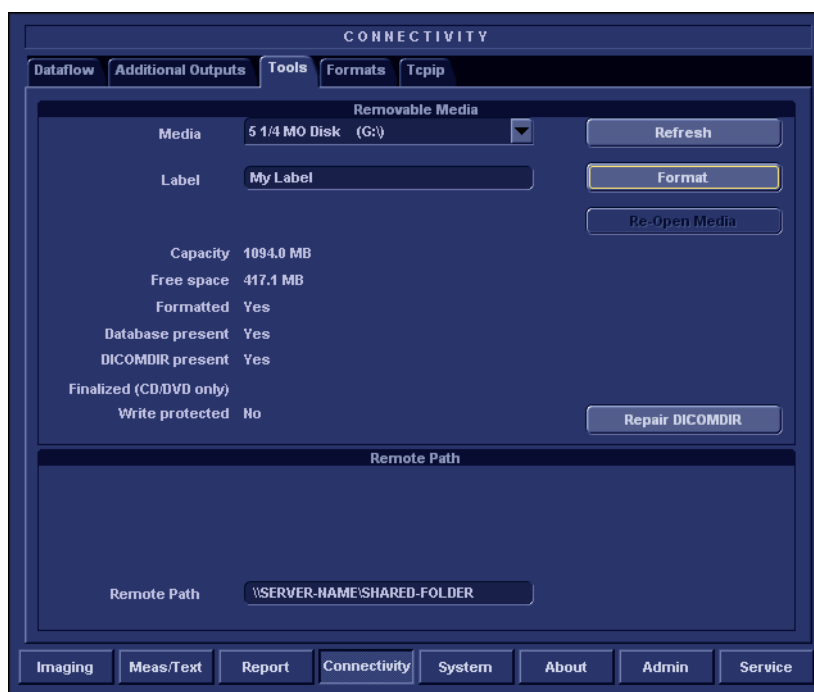 CONNECTIVITY
Dataflow Additional Outputs Tools Formats Tcpip
Removable Media
Media 5 1/4 MO Disk (G:\) Refresh
Label My Label Format
Re-Open Media
Capacity 1094.0 MB
Free space 417.1 MB
Formatted Yes
Database present Yes
DICOMDIR present Yes
Finalized (CD/DVD only)
Write protected No Repair DICOMDIR
Remote Path
Remote Path \\SERVER-NAME\SHARED-FOLDER
Imaging Meas/Text Report Connectivity System About Admin Service